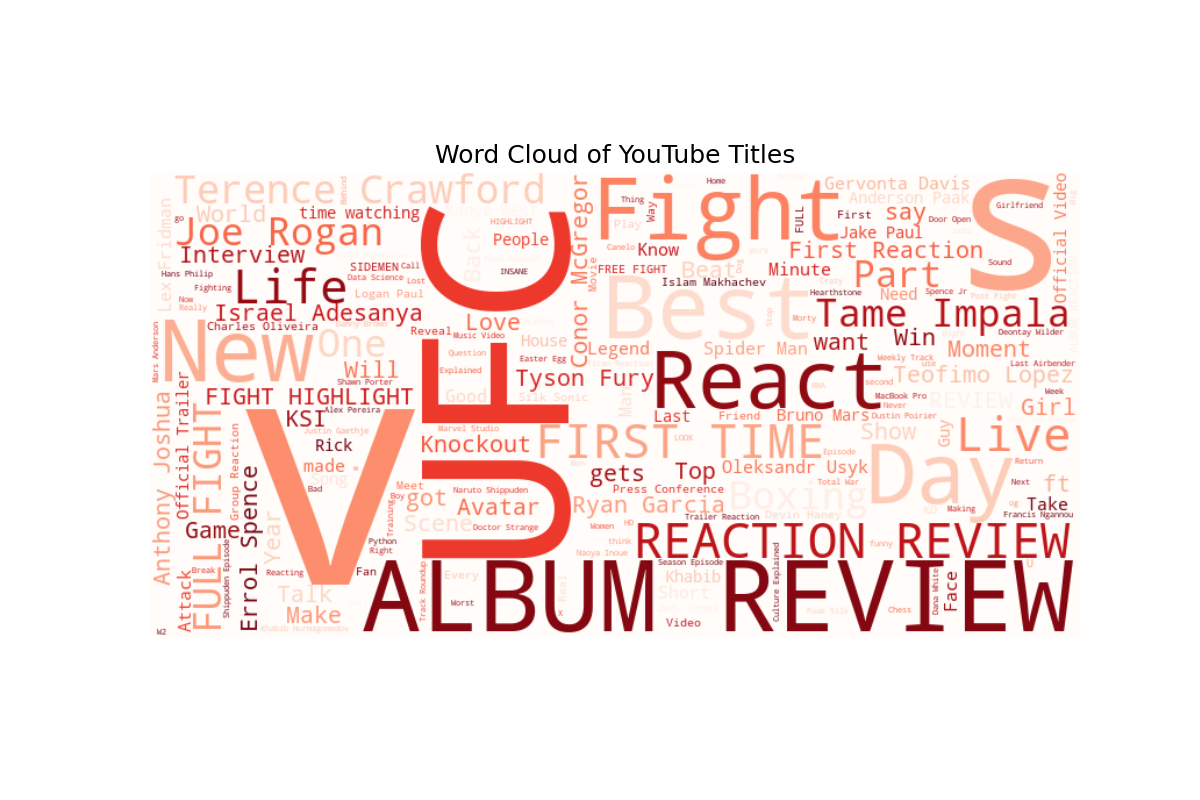 Word Cloud of YouTube Titles
Terence Crawford
Behind
World
time watching
go
Joe Rogan
Lex Fridman
Interview
Hans Philip
Fighting
Life
SIDEMEN
Call
Data Science
Lost
Logan Paul
Now
Really
Israel Adesanya
Charles Oliveira
Danny Brown
New
One
Will
Mars Anderson
Shawn Porter
FIGHT HIGHLIGHT
Alex Pereira
KSI
Justin Gaethje
Rick
made
Song
Bad
V
UFC
Back
HIGHLIGHT
People
INSANE
Love
Reveal
Music Video
Question
Explained
Easter Egg
House
Good
Silk Sonic
Tyson Fury
Marvel Studio
Knockout
Conor McGregor
Movie
Fight
Thing
Way
Home
Play
Canelo
Know
FREE FIGHT
Beat
Dog
Islam Makhachev
Best
Stop
Legend
Spider Man
Morty
React
Many
Last
Friend
Bruno Mars
FULL
Gervonta Davis
Anderson Paak
First
say
Door Open
Jake Paul
First Reaction
Minute
Part
Crazy
Hearthstone
Need
Spence Jr
Post Fight
Sound
S
Girlfriend
Official Video
Tame Impala
want
Win
Deontay Wilder
Moment
Weekly Track
use
Last Airbender
Teofimo Lopez
second
Week
MacBook Pro
REVIEW
Never
Dustin Poirier
Girl
MMA
FIRST TIME
LOOK
Episode
Show
Guy
Live
Return
gets
Top
Oleksandr Usyk
Press Conference
Total War
Day
ft
Next
og
Making
Take
Francis Ngannou
Men
Women
HD
Ryan Garcia
Boxing
Devin Haney
KO
Trailer Reaction
think
Naoya Inoue
funny
U
REACTION REVIEW
Season Episode
Khabib
Short
Video
Culture Explained
Paak Silk
Chess
Dana White
Face
ALBUM REVIEW
Track Roundup
Every
Worst
Real
X
Anthony Joshua
Official Trailer
FULL FIGHT
Group Reaction
Game
Errol Spence
Year
Shippuden Episode
Break
Reacting
Attack
Talk
Make
Khabib Nurmagomedov
W2
Meet
Boy
got
Training
Scene
Avatar
Naruto Shippuden
Doctor Strange
Python
Right
Fan